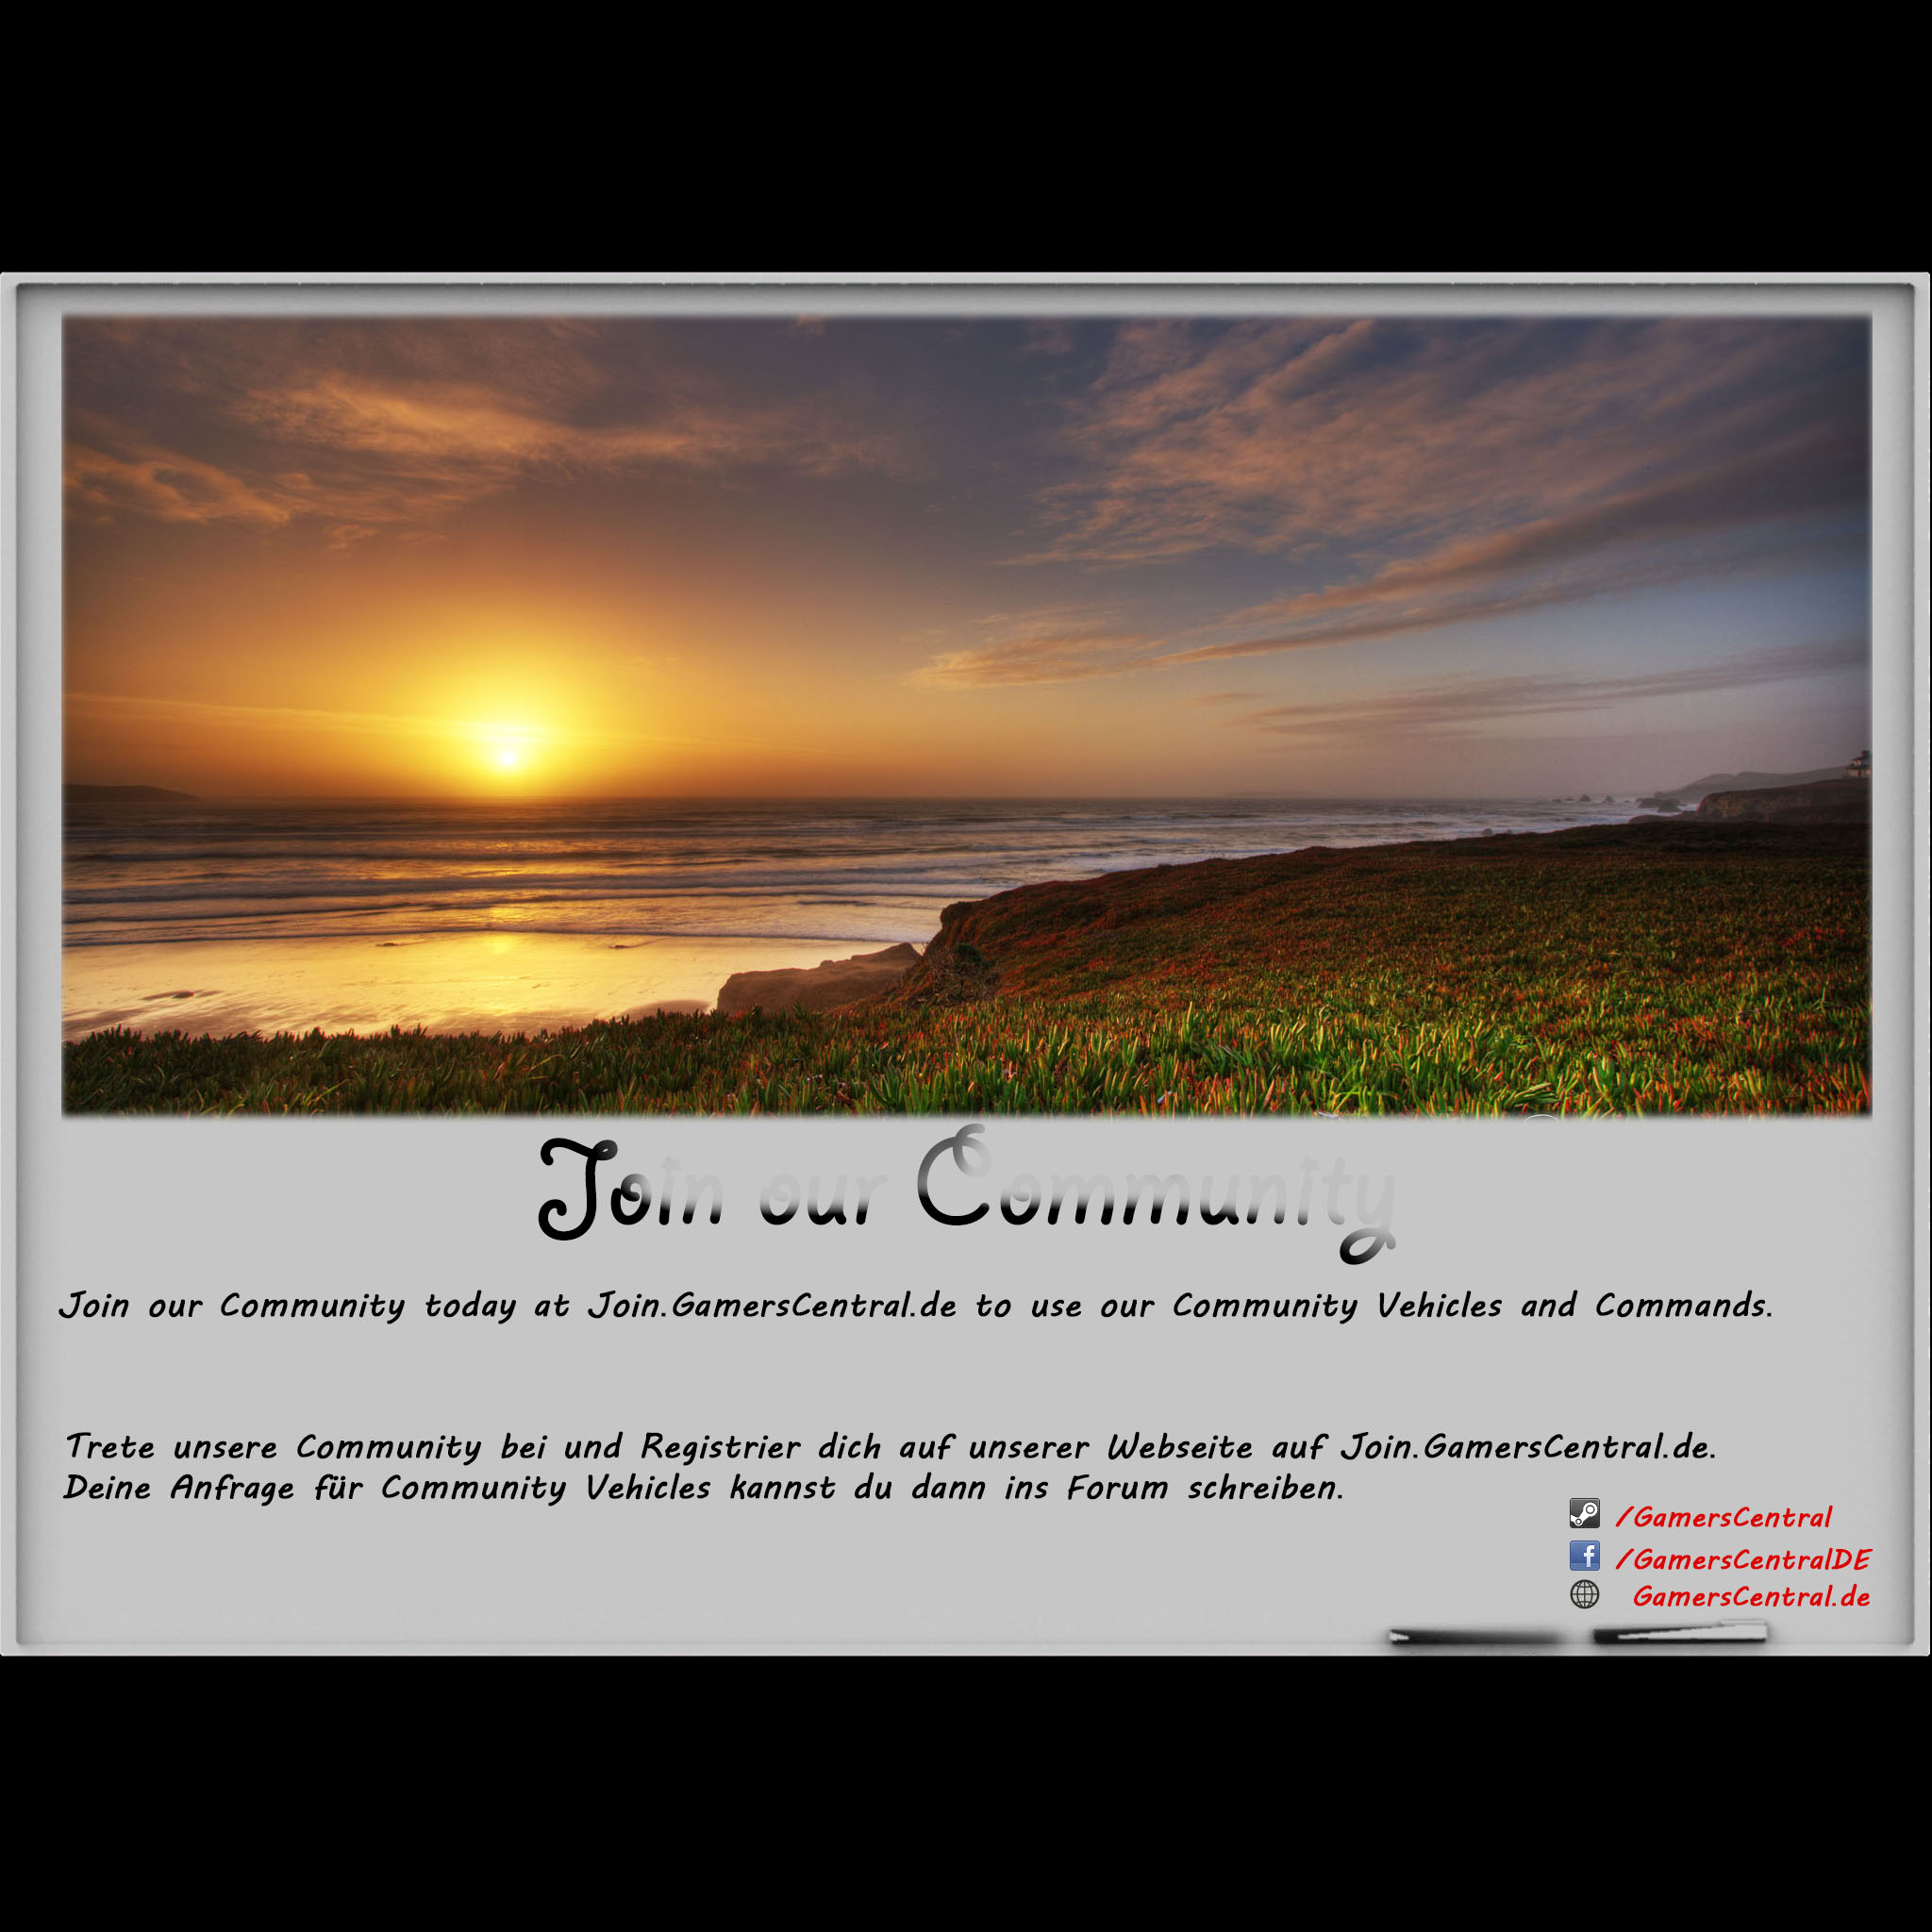 Join our Community
Join our Community today at Join.GamersCentral.de to use our Community Vehicles and Commands.
Trete unsere Community bei und Registrier dich auf unserer Webseite auf Join.GamersCentral.de.
Deine Anfrage für Community Vehicles kannst du dann ins Forum schreiben.
/GamersCentral
/GamersCentralDE
GamersCentral.de